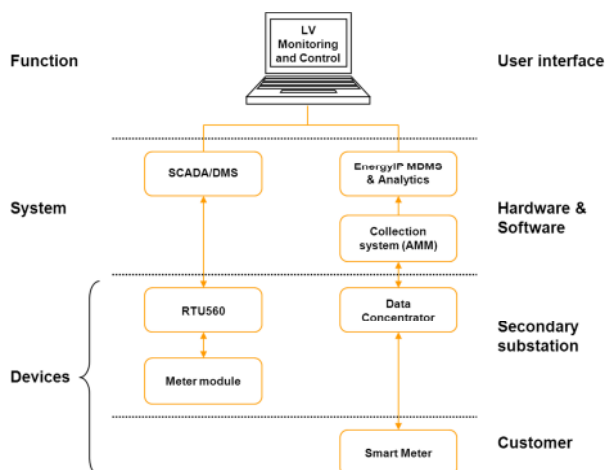 LV
Monitoring
and Control
Function
User interface
SCADA/DMS
EnergyIP MDMS
& Analytics
System
Collection
system (AMM)
Hardware &
Software
RTU560
Data
Concentrator
Secondary
substation
Devices
Meter module
Customer
Smart Meter